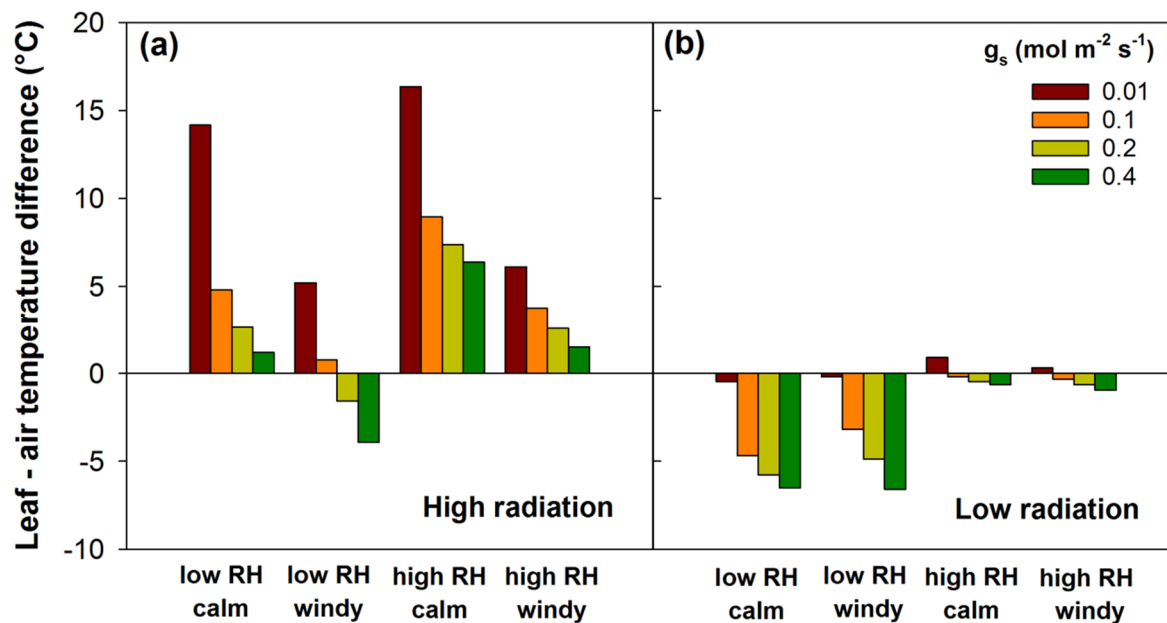 Leaf - air temperature difference (°C)
20
15
10
5
0
-5
-10
(a)
High radiation
low RH calm
low RH windy
high RH calm
high RH windy
(b)
gₛ (mol m⁻² s⁻¹)
0.01
0.1
0.2
0.4
Low radiation
low RH calm
low RH windy
high RH calm
high RH windy